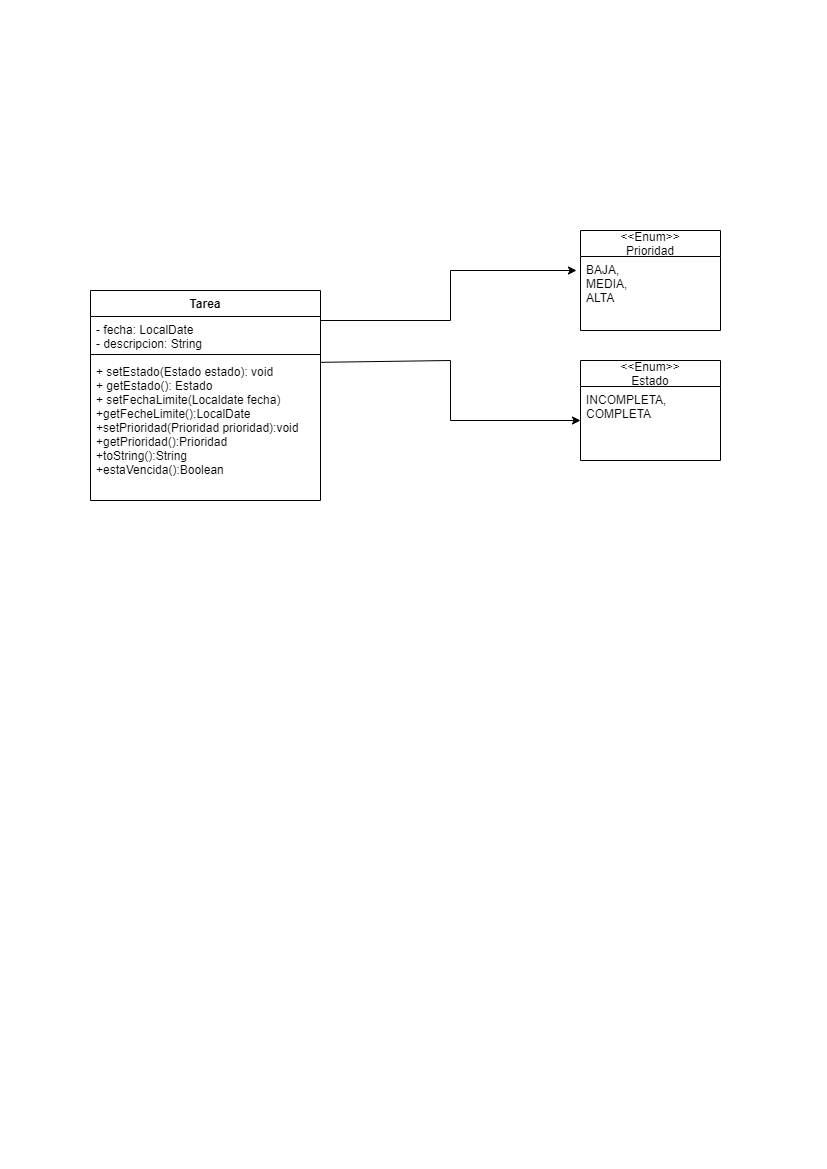 <<Enum>>
Prioridad
BAJA,
MEDIA,
ALTA
Tarea
- fecha: LocalDate
- descripcion: String
+ setEstado(Estado estado): void
+ getEstado(): Estado
+ setFechaLimite(Localdate fecha)
+getFecheLimite():LocalDate
+setPrioridad(Prioridad prioridad):void
+getPrioridad():Prioridad
+toString():String
+estaVencida():Boolean
<<Enum>>
Estado
INCOMPLETA,
COMPLETA